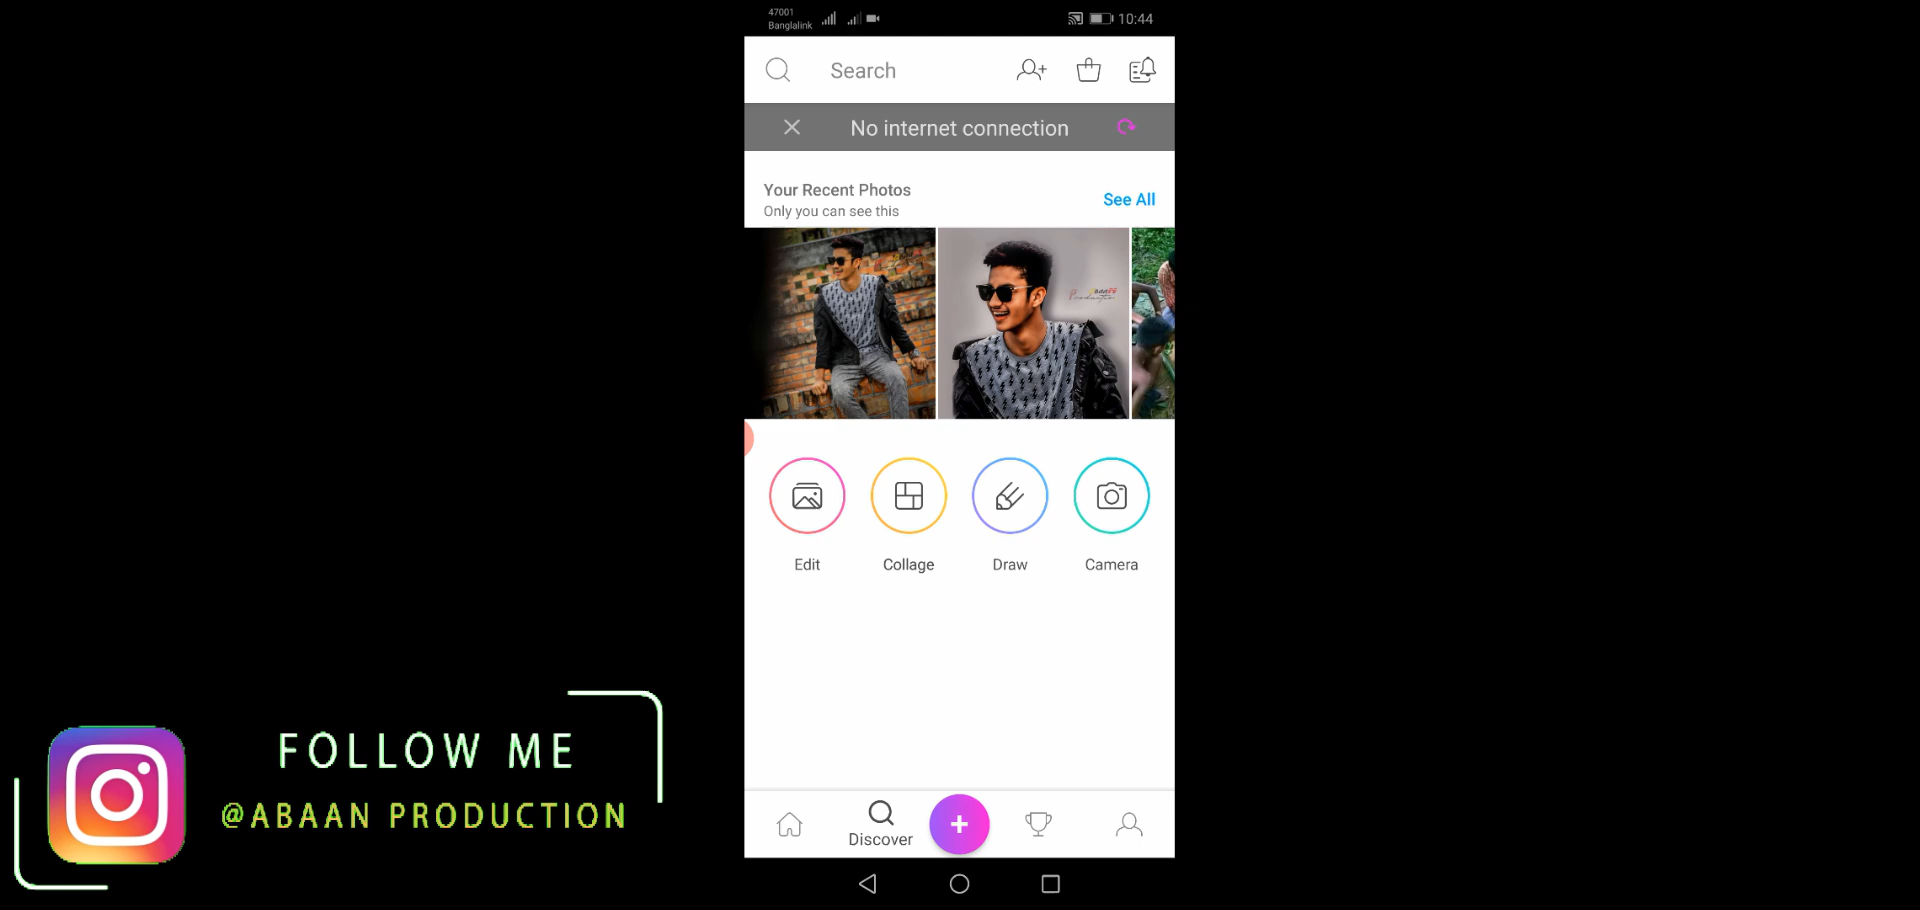 47001
Banglalink
10:44
Search
No internet connection
Your Recent Photos
See All
Only you can see this
Edit
Collage
Draw
Camera
FOLLOW ME
@ABAAN PRODUCTION
Discover